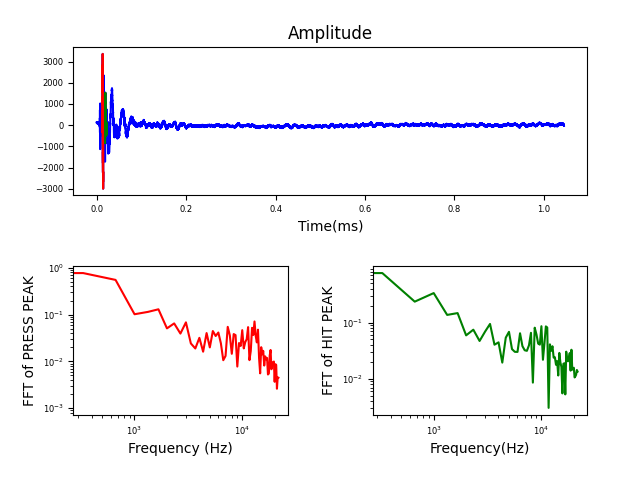 Amplitude
3000
2000
1000
0
−1000
−2000
−3000
0.0 0.2 0.4 0.6 0.8 1.0
Time(ms)
FFT of PRESS PEAK
10⁰
10⁻¹
10⁻²
10⁻³
10³ 10⁴
Frequency (Hz)
FFT of HIT PEAK
10⁻¹
10⁻²
10³ 10⁴
Frequency(Hz)